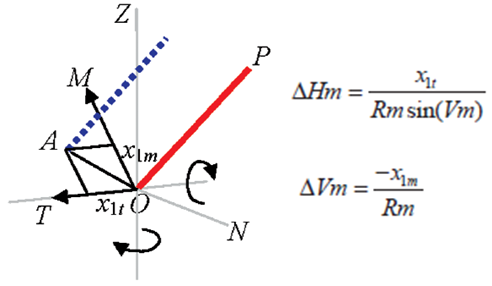 Z
P
M
A
x₁ₘ
T
x₁ₜ
O
N
ΔHm = x₁ₜ / Rm sin(Vm)
ΔVm = −x₁ₘ / Rm